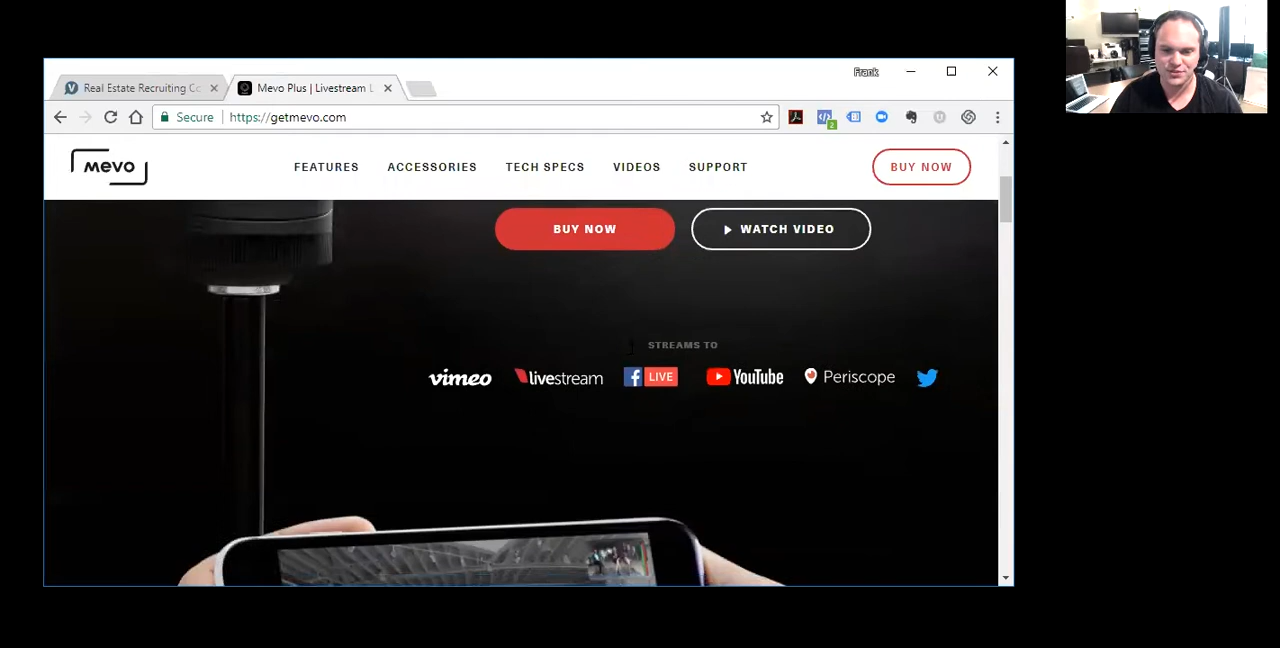 Frank
Real Estate Recruiting Co
Mevo Plus | Livestream L
Secure
https://getmevo.com
2
mevo
FEATURES
ACCESSORIES
TECH SPECS
VIDEOS
SUPPORT
BUY NOW
BUY NOW
WATCH VIDEO
STREAMS TO
vimeo
livestream
f LIVE
YouTube
Periscope